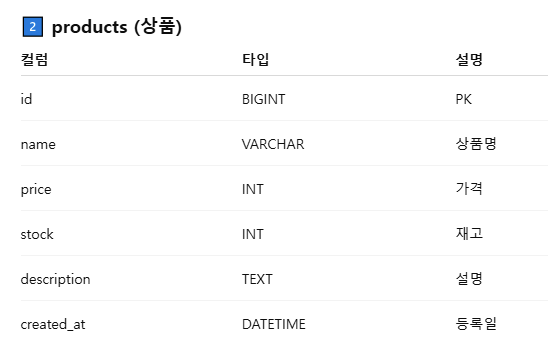 2 products (상품)
컬럼 타입 설명
id BIGINT PK
name VARCHAR 상품명
price INT 가격
stock INT 재고
description TEXT 설명
created_at DATETIME 등록일